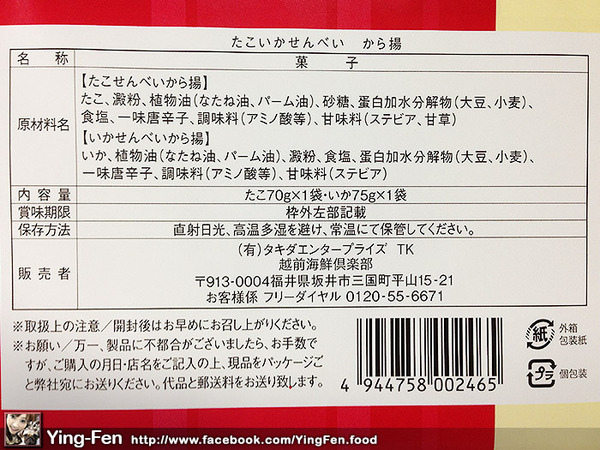 たこいかせんべい から揚
名称 菓子
原材料名 【たこせんべいから揚】
たこ、澱粉、植物油(なたね油、パーム油)、砂糖、蛋白加水分解物(大豆、小麦)、
食塩、一味唐辛子、調味料(アミノ酸等)、甘味料(ステビア、甘草)
【いかせんべいから揚】
いか、植物油(なたね油、パーム油)、澱粉、食塩、蛋白加水分解物(大豆、小麦)、
一味唐辛子、調味料(アミノ酸等)、甘味料(ステビア)
内容量 たこ70g×1袋・いか75g×1袋
賞味期限 枠外左部記載
保存方法 直射日光、高温多湿を避け、常温にて保管してください。
販売者 (有)タキダエンタープライズ TK
越前海鮮倶楽部
〒913-0004福井県坂井市三国町平山15-21
お客様係 フリーダイヤル 0120-55-6671
※取扱上の注意/開封後はお早めにお召し上がりください。
※お願い/万一、製品に不都合がございましたら、お手数で
すが、ご購入の月日・店名をご記入の上、現品をパッケージご
と弊社宛にお送りください。代品と郵送料をお送り致します。
4 944758 002465
紙 外箱
包装紙
プラ 個包装
Ying-Fen http://www.facebook.com/YingFen.food